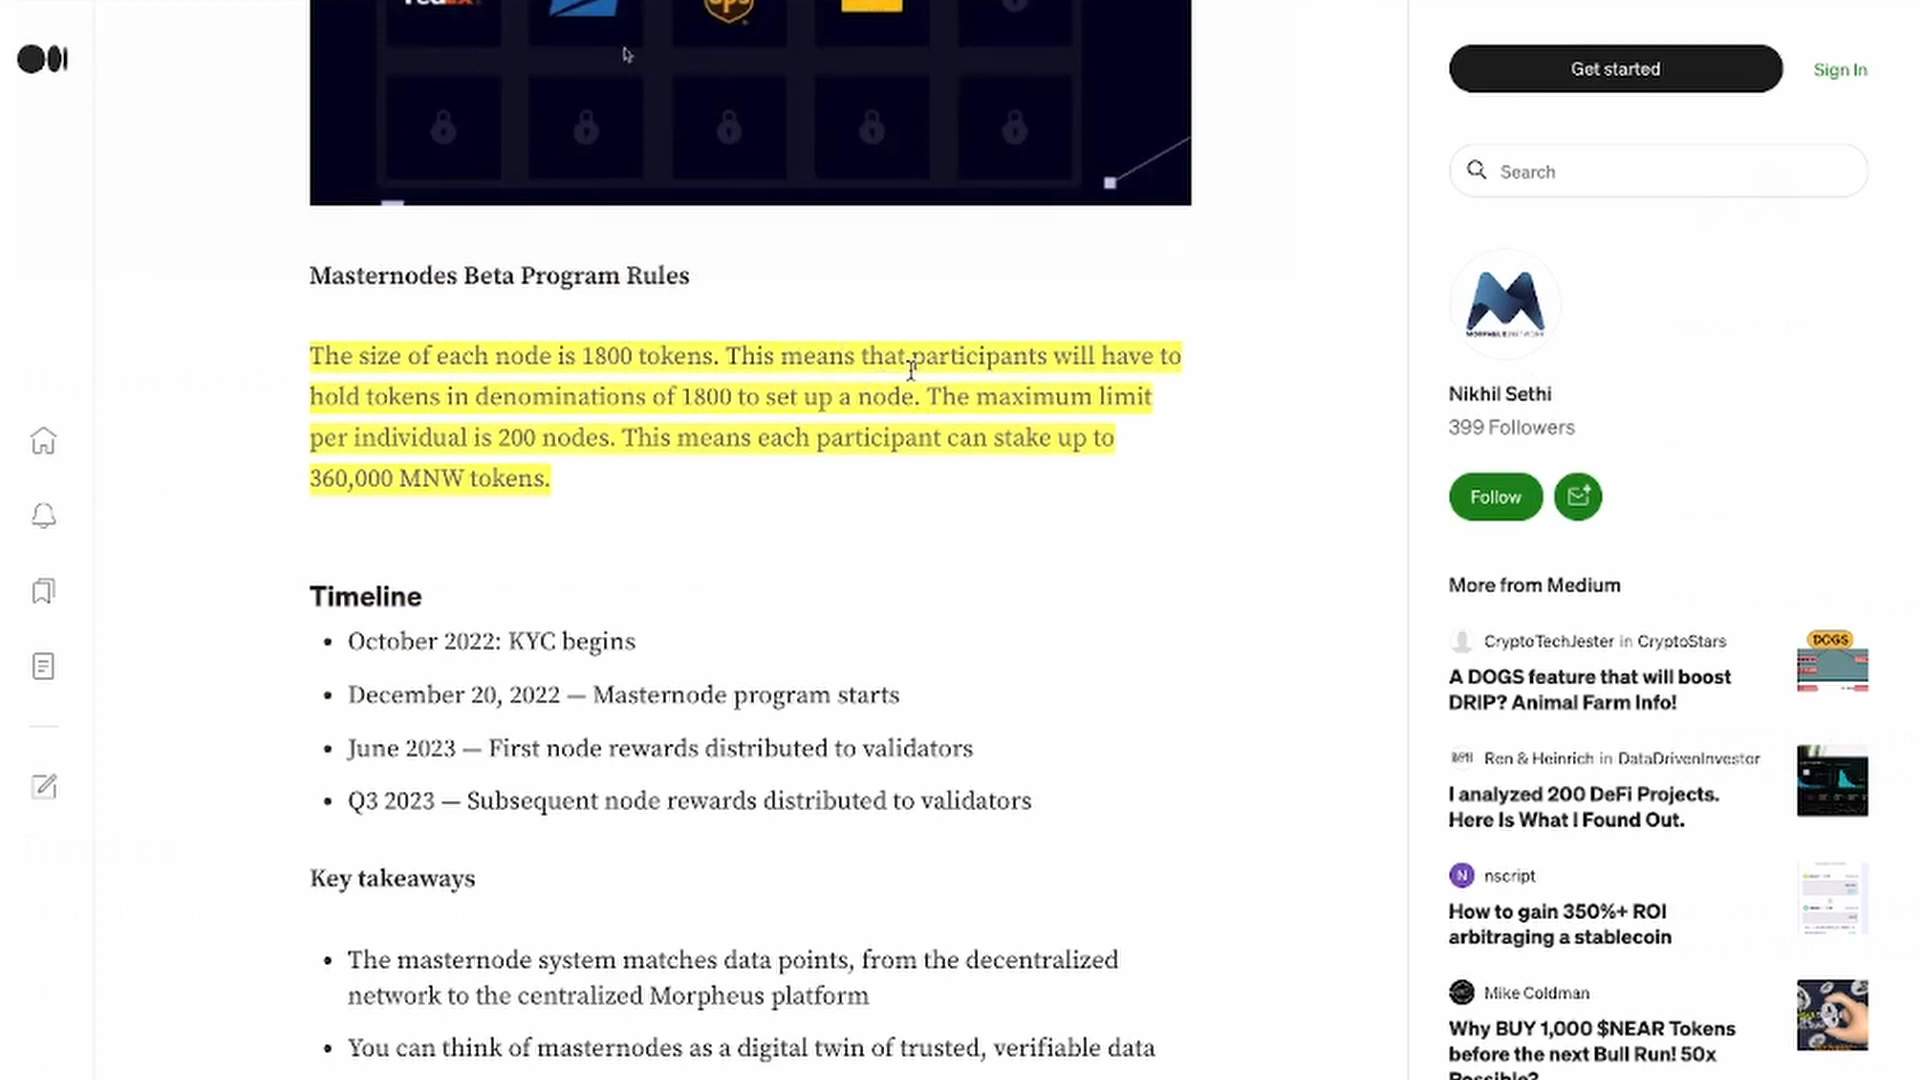 FedEx
ups
Get started
Sign In
Search
Masternodes Beta Program Rules
The size of each node is 1800 tokens. This means that participants will have to
hold tokens in denominations of 1800 to set up a node. The maximum limit
per individual is 200 nodes. This means each participant can stake up to
360,000 MNW tokens.
Timeline
• October 2022: KYC begins
• December 20, 2022 — Masternode program starts
• June 2023 — First node rewards distributed to validators
• Q3 2023 — Subsequent node rewards distributed to validators
Key takeaways
• The masternode system matches data points, from the decentralized
network to the centralized Morpheus platform
• You can think of masternodes as a digital twin of trusted, verifiable data
MORPHEUS NETWORK
Nikhil Sethi
399 Followers
Follow
More from Medium
CryptoTechJester in CryptoStars
A DOGS feature that will boost
DRIP? Animal Farm Info!
DOGS
Ren & Heinrich in DataDrivenInvestor
I analyzed 200 DeFi Projects.
Here Is What I Found Out.
N nscript
How to gain 350%+ ROI
arbitraging a stablecoin
Mike Coldman
Why BUY 1,000 $NEAR Tokens
before the next Bull Run! 50x
Possible?